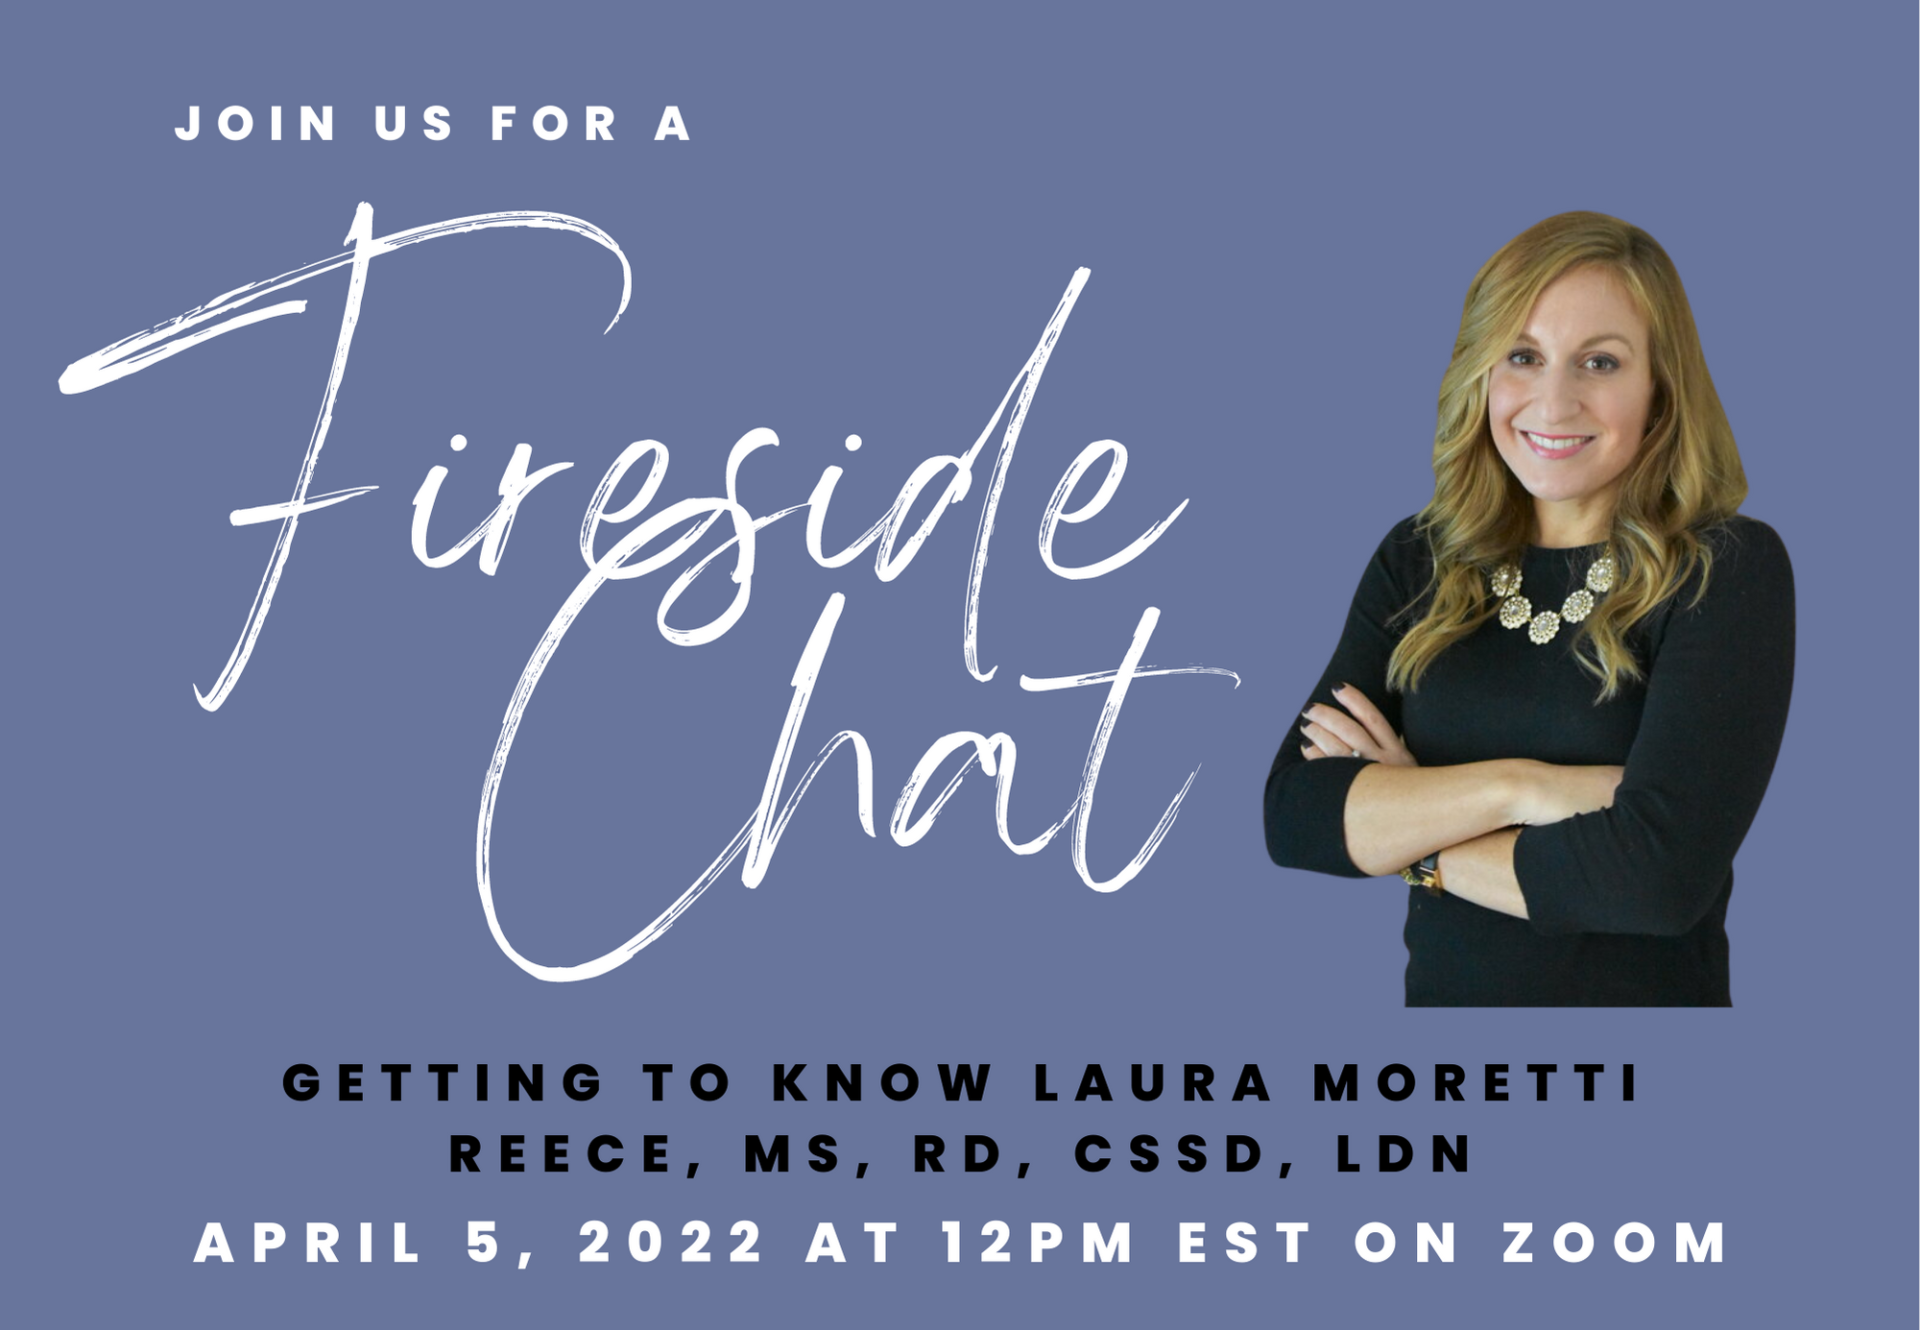 JOIN US FOR A
Fireside
Chat
GETTING TO KNOW LAURA MORETTI
REECE, MS, RD, CSSD, LDN
APRIL 5, 2022 AT 12PM EST ON ZOOM